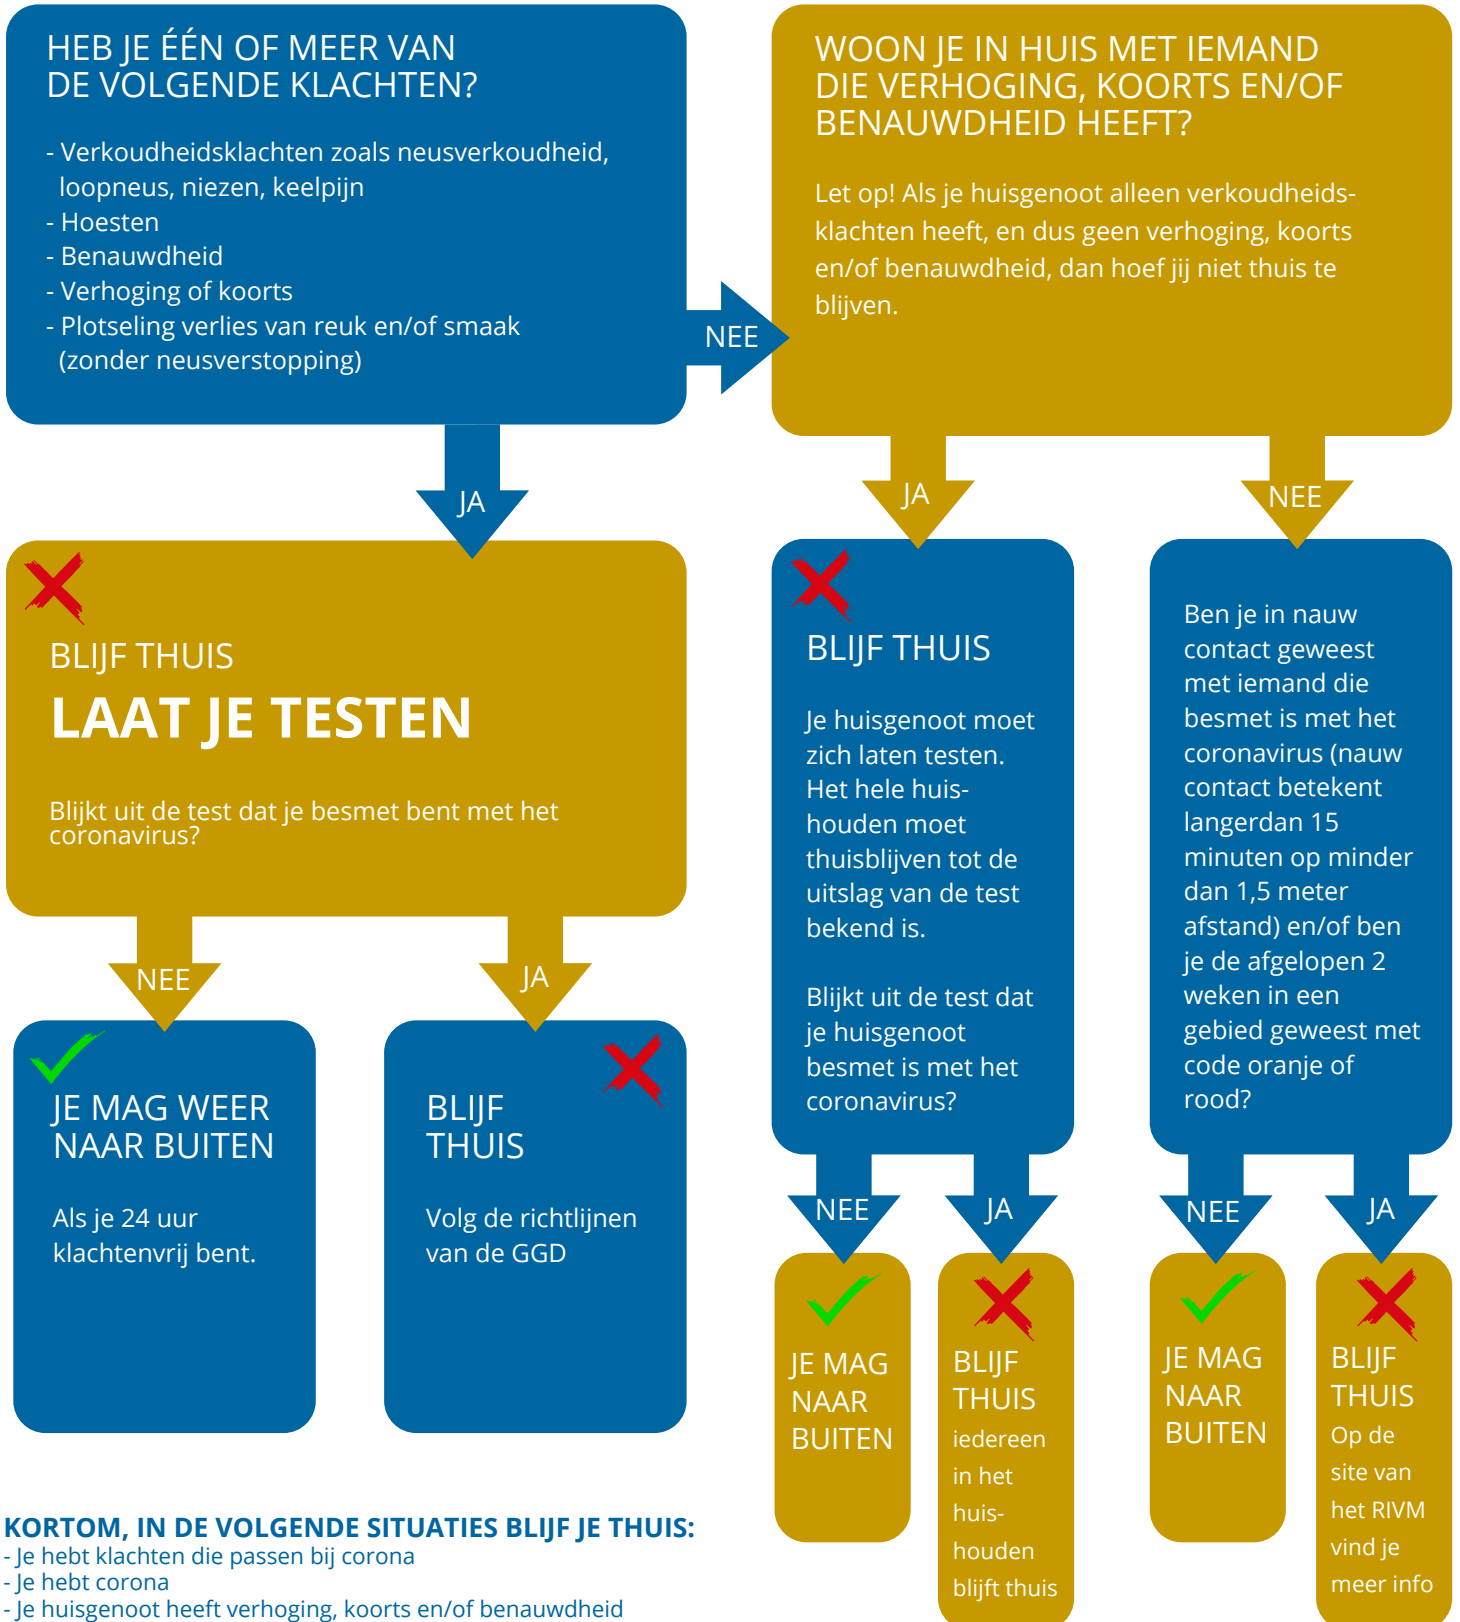 HEB JE ÉÉN OF MEER VAN
DE VOLGENDE KLACHTEN?
- Verkoudheidsklachten zoals neusverkoudheid,
loopneus, niezen, keelpijn
- Hoesten
- Benauwdheid
- Verhoging of koorts
- Plotseling verlies van reuk en/of smaak
(zonder neusverstopping)
NEE
JA
WOON JE IN HUIS MET IEMAND
DIE VERHOGING, KOORTS EN/OF
BENAUWDHEID HEEFT?
Let op! Als je huisgenoot alleen verkoudheids-
klachten heeft, en dus geen verhoging, koorts
en/of benauwdheid, dan hoef jij niet thuis te
blijven.
JA
NEE
BLIJF THUIS
LAAT JE TESTEN
Blijkt uit de test dat je besmet bent met het
coronavirus?
NEE
JA
JE MAG WEER
NAAR BUITEN
Als je 24 uur
klachtenvrij bent.
BLIJF
THUIS
Volg de richtlijnen
van de GGD
BLIJF THUIS
Je huisgenoot moet
zich laten testen.
Het hele huis-
houden moet
thuisblijven tot de
uitslag van de test
bekend is.
Blijkt uit de test dat
je huisgenoot
besmet is met het
coronavirus?
NEE
JA
JE MAG
NAAR
BUITEN
BLIJF
THUIS
iedereen
in het
huis-
houden
blijft thuis
Ben je in nauw
contact geweest
met iemand die
besmet is met het
coronavirus (nauw
contact betekent
langerdan 15
minuten op minder
dan 1,5 meter
afstand) en/of ben
je de afgelopen 2
weken in een
gebied geweest met
code oranje of
rood?
NEE
JA
JE MAG
NAAR
BUITEN
BLIJF
THUIS
Op de
site van
het RIVM
vind je
meer info
KORTOM, IN DE VOLGENDE SITUATIES BLIJF JE THUIS:
- Je hebt klachten die passen bij corona
- Je hebt corona
- Je huisgenoot heeft verhoging, koorts en/of benauwdheid